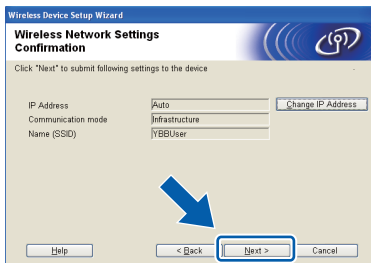 Wireless Device Setup Wizard
Wireless Network Settings
Confirmation
Click "Next" to submit following settings to the device
IP Address Auto Change IP Address
Communication mode Infrastructure
Name (SSID) YBBUser
Help < Back Next > Cancel